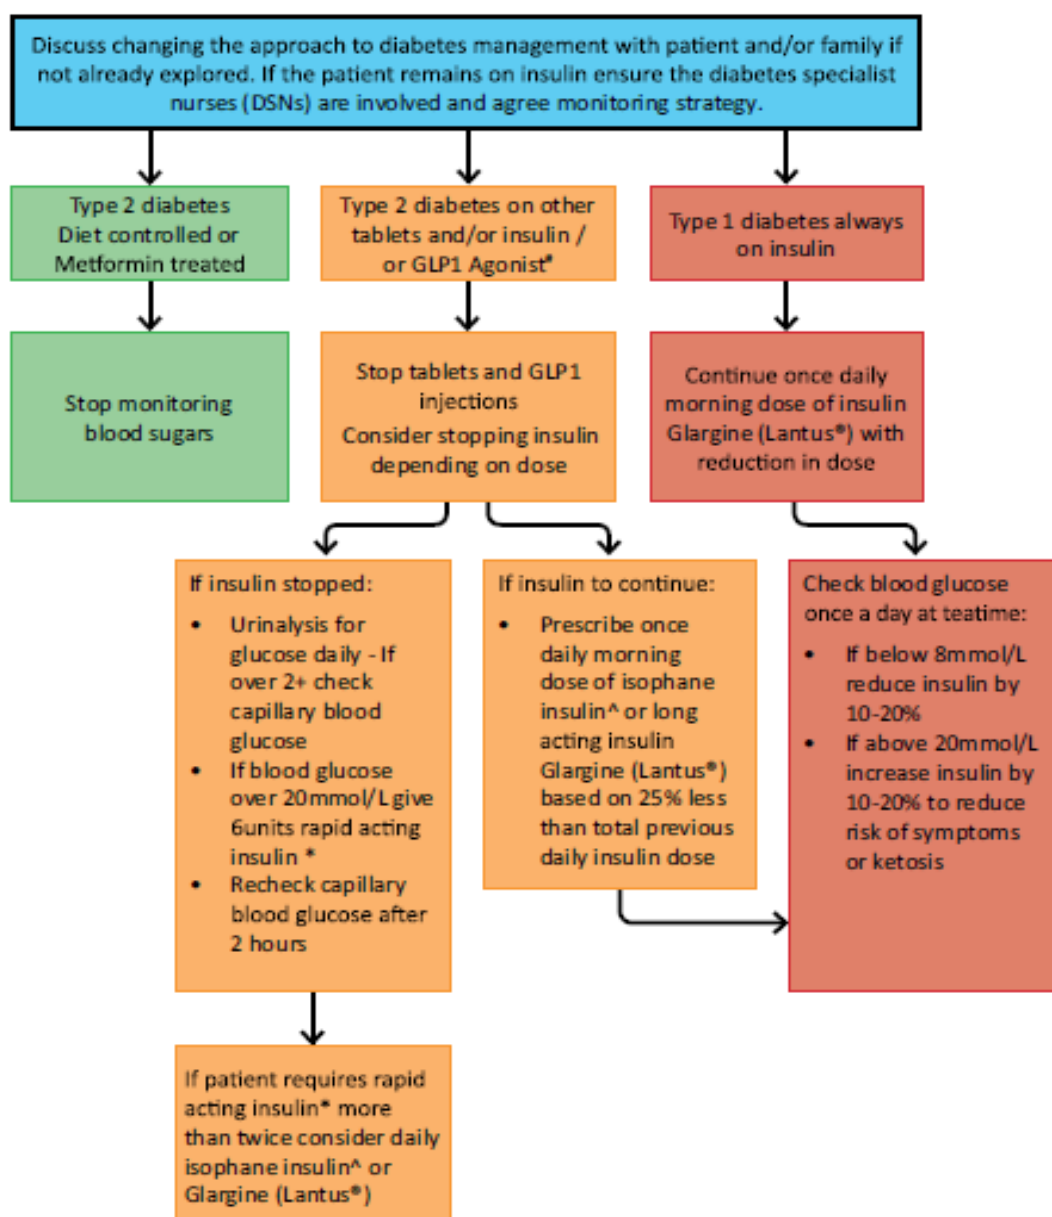 Discuss changing the approach to diabetes management with patient and/or family if
not already explored. If the patient remains on insulin ensure the diabetes specialist
nurses (DSNs) are involved and agree monitoring strategy.
Type 2 diabetes
Diet controlled or
Metformin treated
Type 2 diabetes on other
tablets and/or insulin /
or GLP1 Agonist#
Type 1 diabetes always
on insulin
Stop monitoring
blood sugars
Stop tablets and GLP1
injections
Consider stopping insulin
depending on dose
Continue once daily
morning dose of insulin
Glargine (Lantus®) with
reduction in dose
If insulin stopped:
• Urinalysis for
glucose daily - If
over 2+ check
capillary blood
glucose
• If blood glucose
over 20mmol/L give
6units rapid acting
insulin *
• Recheck capillary
blood glucose after
2 hours
If insulin to continue:
• Prescribe once
daily morning
dose of isophane
insulin^ or long
acting insulin
Glargine (Lantus®)
based on 25% less
than total previous
daily insulin dose
Check blood glucose
once a day at teatime:
• If below 8mmol/L
reduce insulin by
10-20%
• If above 20mmol/L
increase insulin by
10-20% to reduce
risk of symptoms
or ketosis
If patient requires rapid
acting insulin* more
than twice consider daily
isophane insulin^ or
Glargine (Lantus®)